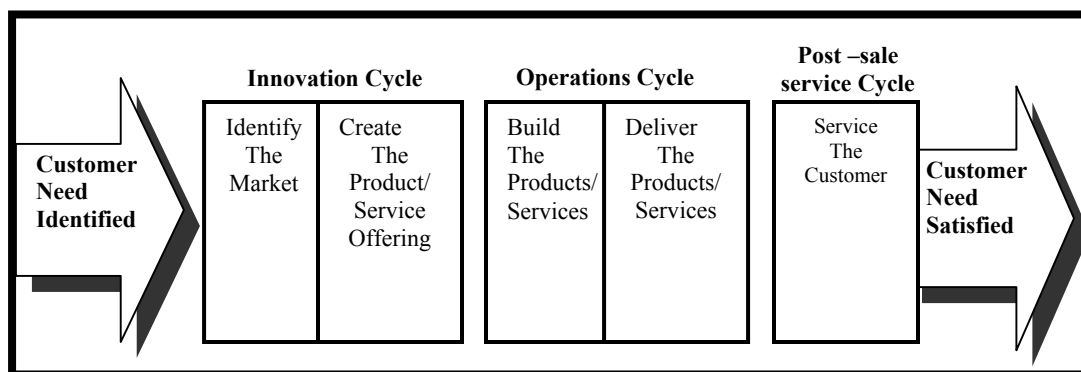 Customer
Need
Identified
Innovation Cycle
Identify
The
Market
Create
The
Product/
Service
Offering
Operations Cycle
Build
The
Products/
Services
Deliver
The
Products/
Services
Post –sale
service Cycle
Service
The
Customer
Customer
Need
Satisfied